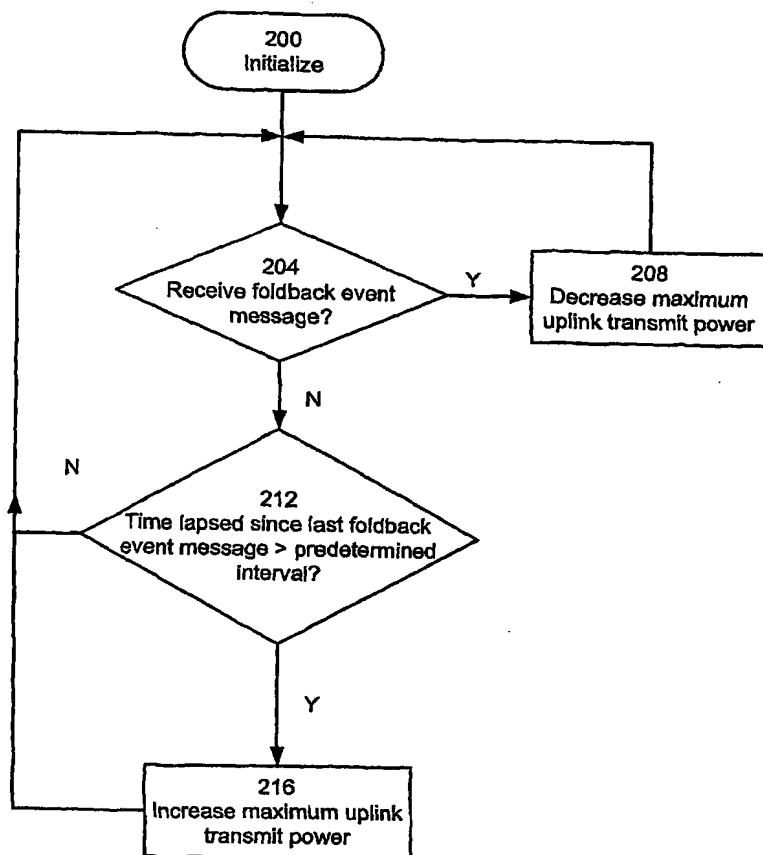 200
Initialize
204
Receive foldback event
message?
Y
208
Decrease maximum
uplink transmit power
N
N
212
Time lapsed since last foldback
event message > predetermined
interval?
Y
216
Increase maximum uplink
transmit power